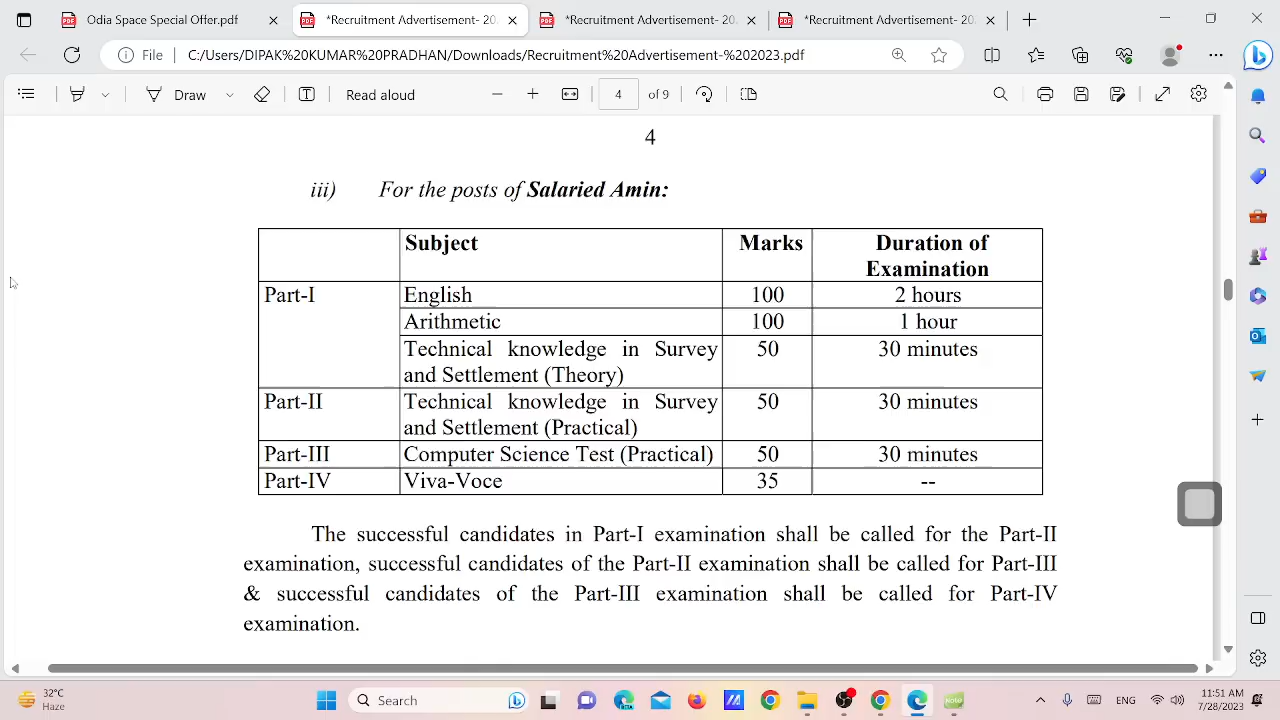 Odia Space Special Offer.pdf
*Recruitment Advertisement- 20
*Recruitment Advertisement- 20.
*Recruitment Advertisement- 20.
File
C:/Users/DIPAK%20KUMAR%20PRADHAN/Downloads/Recruitment%20Advertisement-%202023.pdf
Draw
Read aloud
4 of 9
4
iii) For the posts of Salaried Amin:
Subject Marks Duration of
Examination
Part-I English 100 2 hours
Arithmetic 100 1 hour
Technical knowledge in Survey 50 30 minutes
and Settlement (Theory)
Part-II Technical knowledge in Survey 50 30 minutes
and Settlement (Practical)
Part-III Computer Science Test (Practical) 50 30 minutes
Part-IV Viva-Voce 35 --
The successful candidates in Part-I examination shall be called for the Part-II
examination, successful candidates of the Part-II examination shall be called for Part-III
& successful candidates of the Part-III examination shall be called for Part-IV
examination.
32°C
Haze
Search
ENG
11:51 AM
7/28/2023